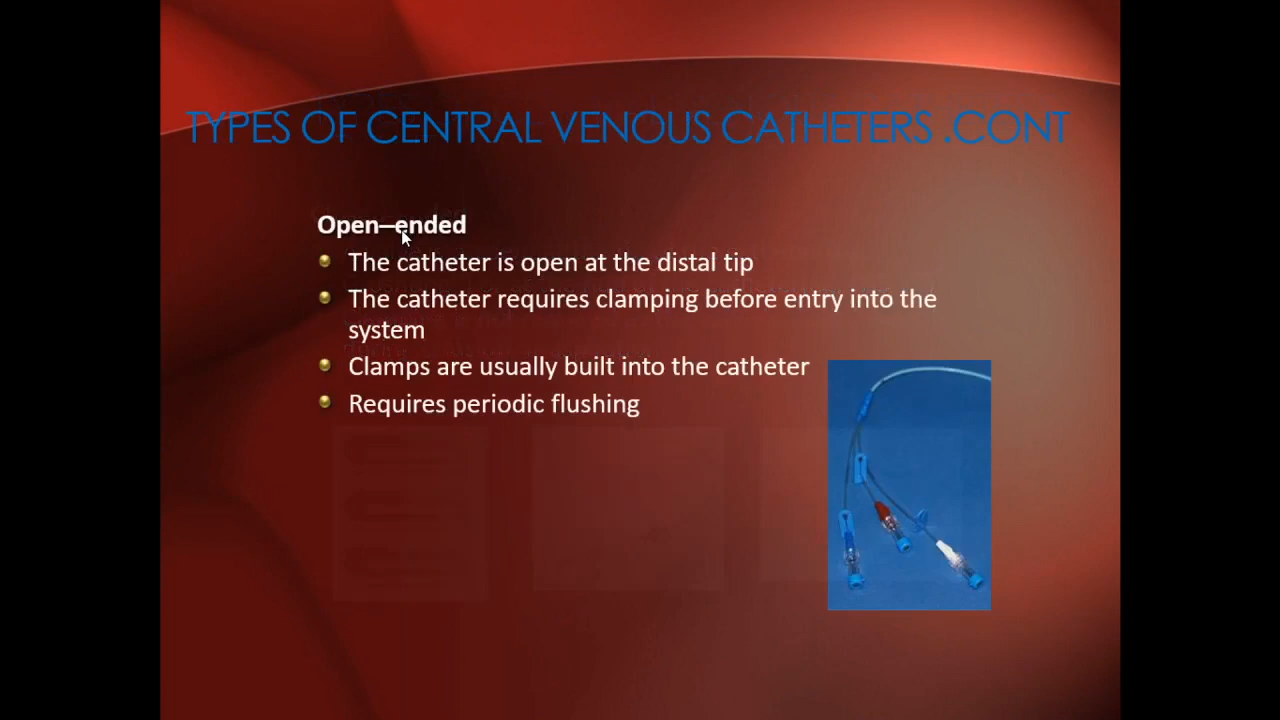 TYPES OF CENTRAL VENOUS CATHETERS .CONT
Open–ended
The catheter is open at the distal tip
The catheter requires clamping before entry into the
system
Clamps are usually built into the catheter
Requires periodic flushing